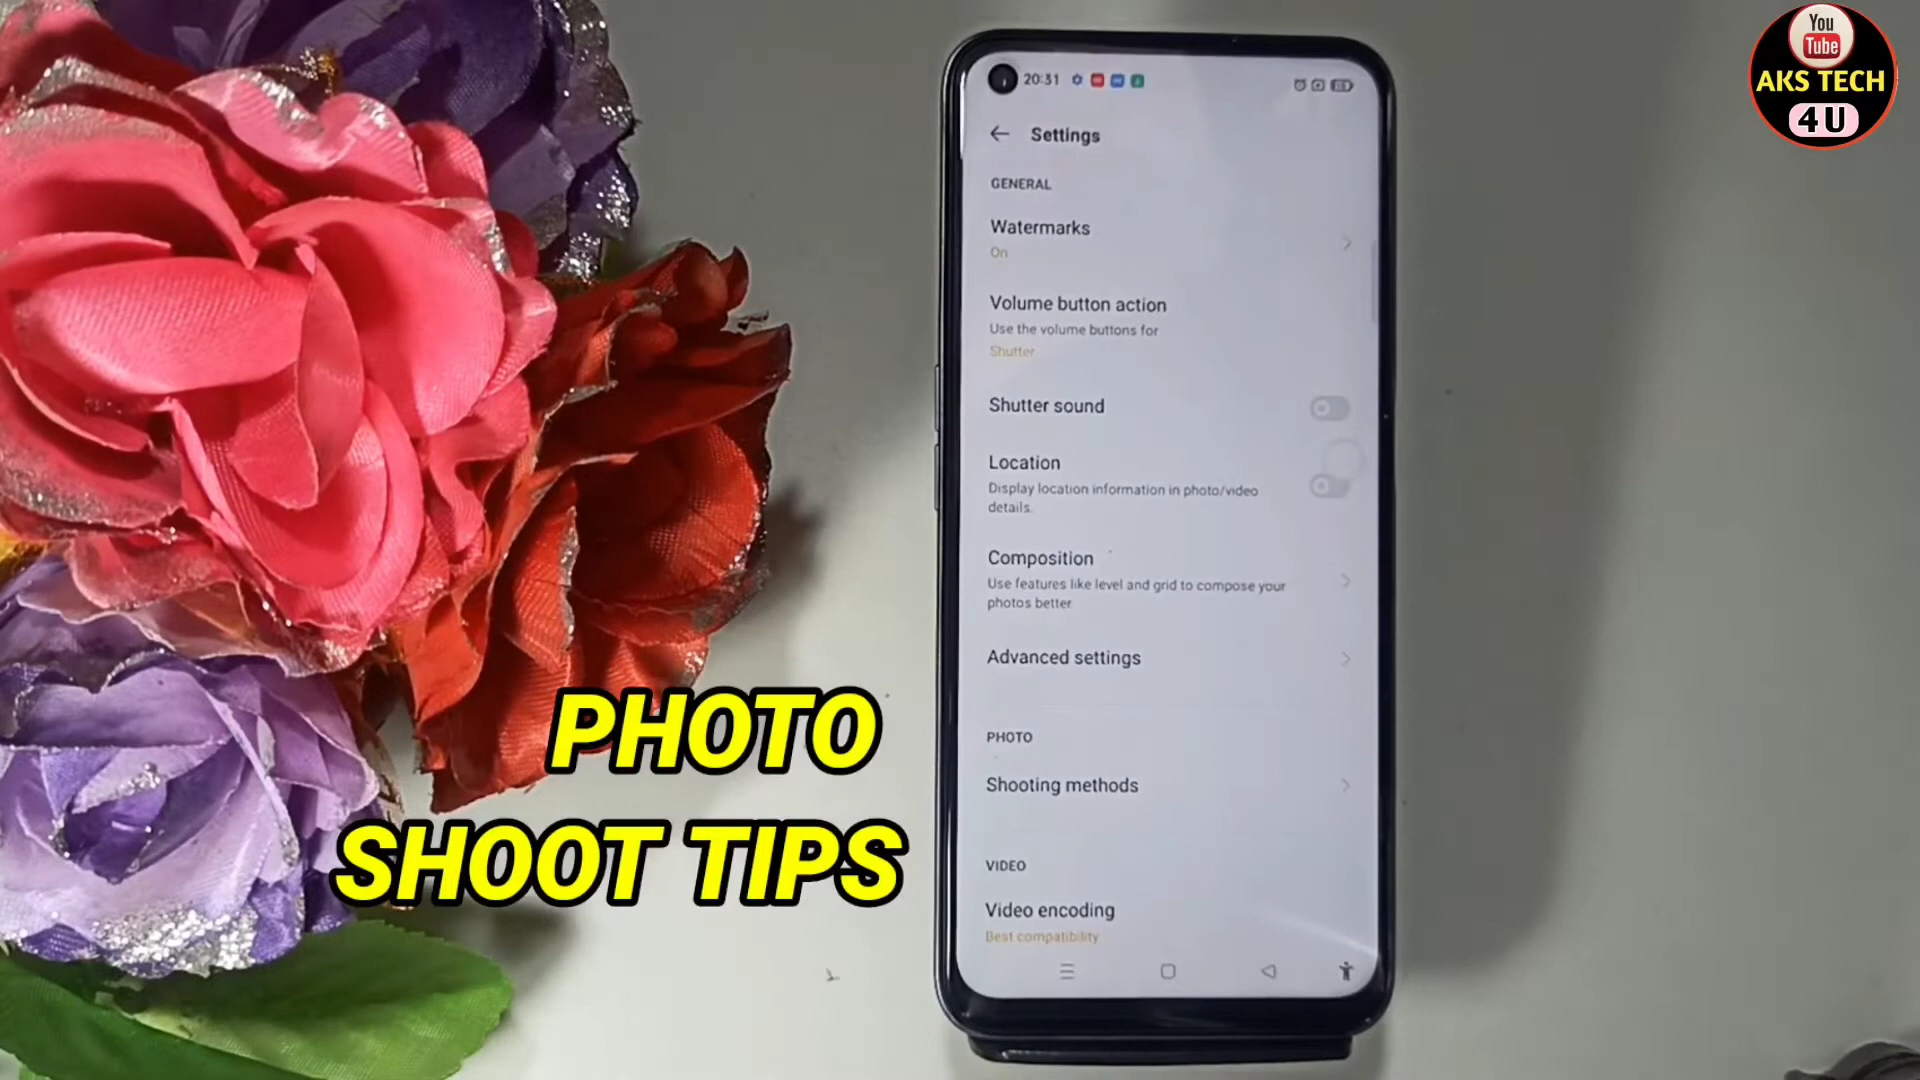 You
Tube
AKS TECH
4U
20:31
Settings
GENERAL
Watermarks
On
Volume button action
Use the volume buttons for
Shutter
Shutter sound
Location
Display location information in photo/video
details.
Composition
Use features like level and grid to compose your
photos better
Advanced settings
PHOTO
Shooting methods
VIDEO
Video encoding
Best compatibility
PHOTO
SHOOT TIPS